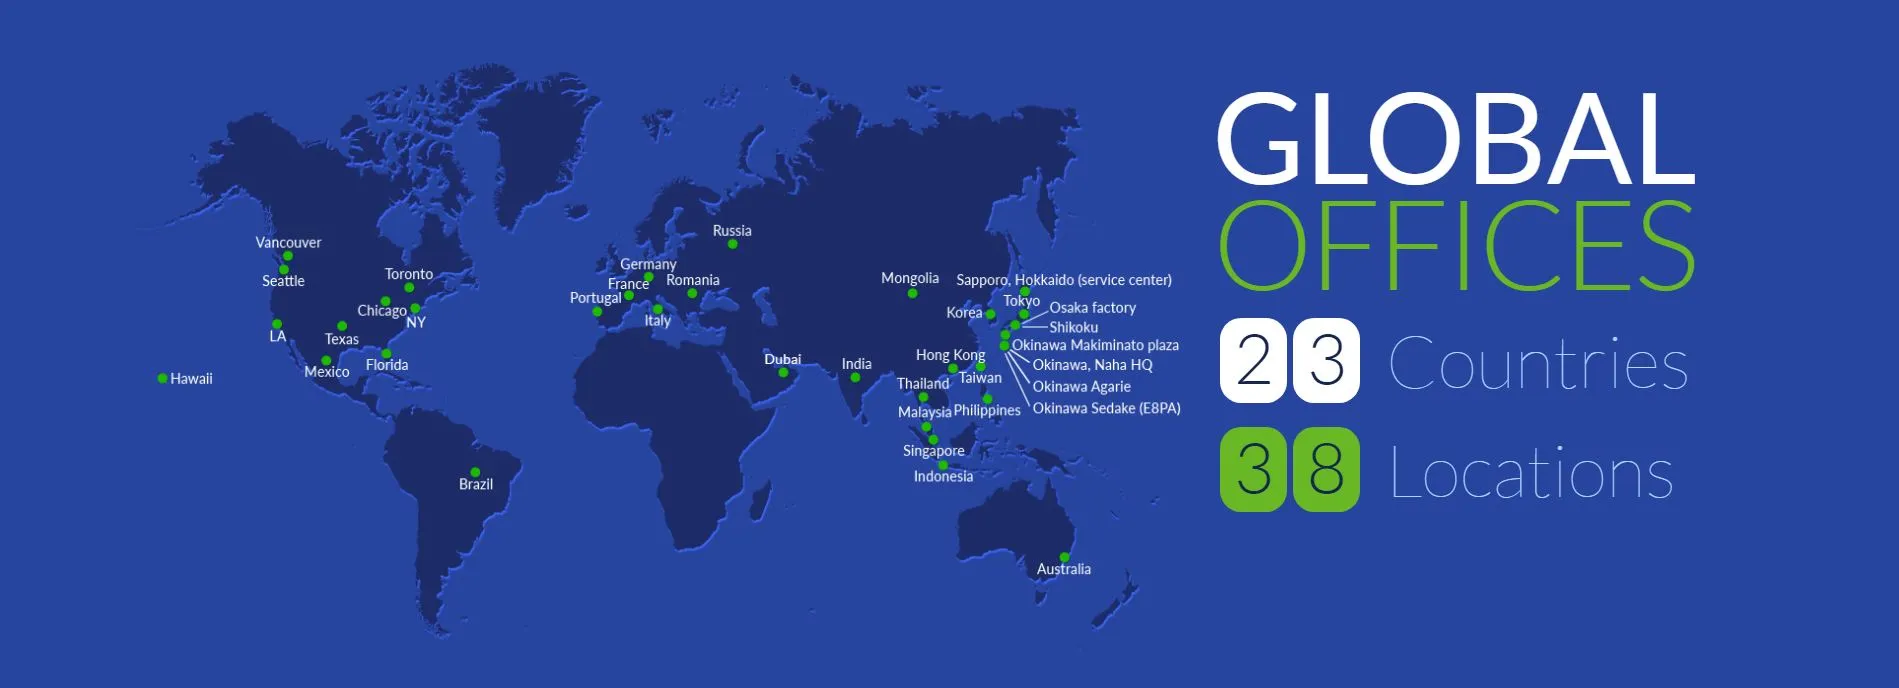 GLOBAL
OFFICES
23 Countries
38 Locations
Vancouver
Seattle
Toronto
Chicago
NY
LA
Texas
Mexico
Florida
Hawaii
Brazil
Russia
Germany
France
Romania
Portugal
Italy
Dubai
India
Mongolia
Sapporo, Hokkaido (service center)
Tokyo
Korea
Osaka factory
Shikoku
Okinawa Makiminato plaza
Okinawa, Naha HQ
Okinawa Agarie
Okinawa Sedake (E8PA)
Hong Kong
Taiwan
Thailand
Malaysia
Philippines
Singapore
Indonesia
Australia